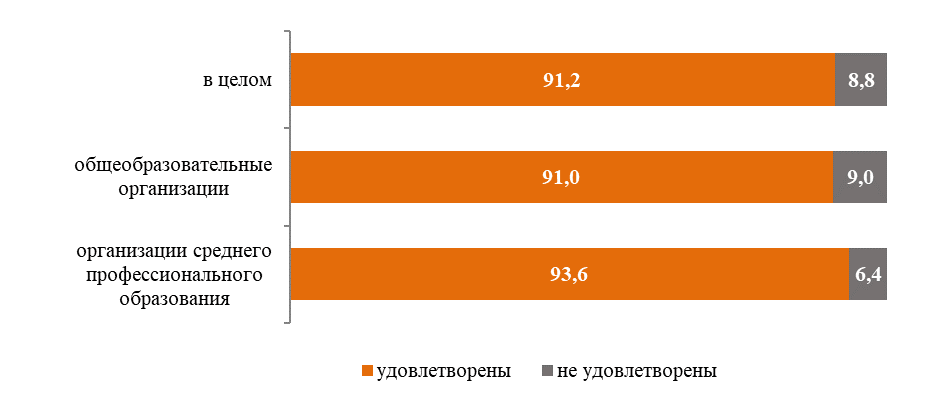 в целом
91,2
8,8
общеобразовательные
организации
91,0
9,0
организации среднего
профессионального
образования
93,6
6,4
удовлетворены
не удовлетворены